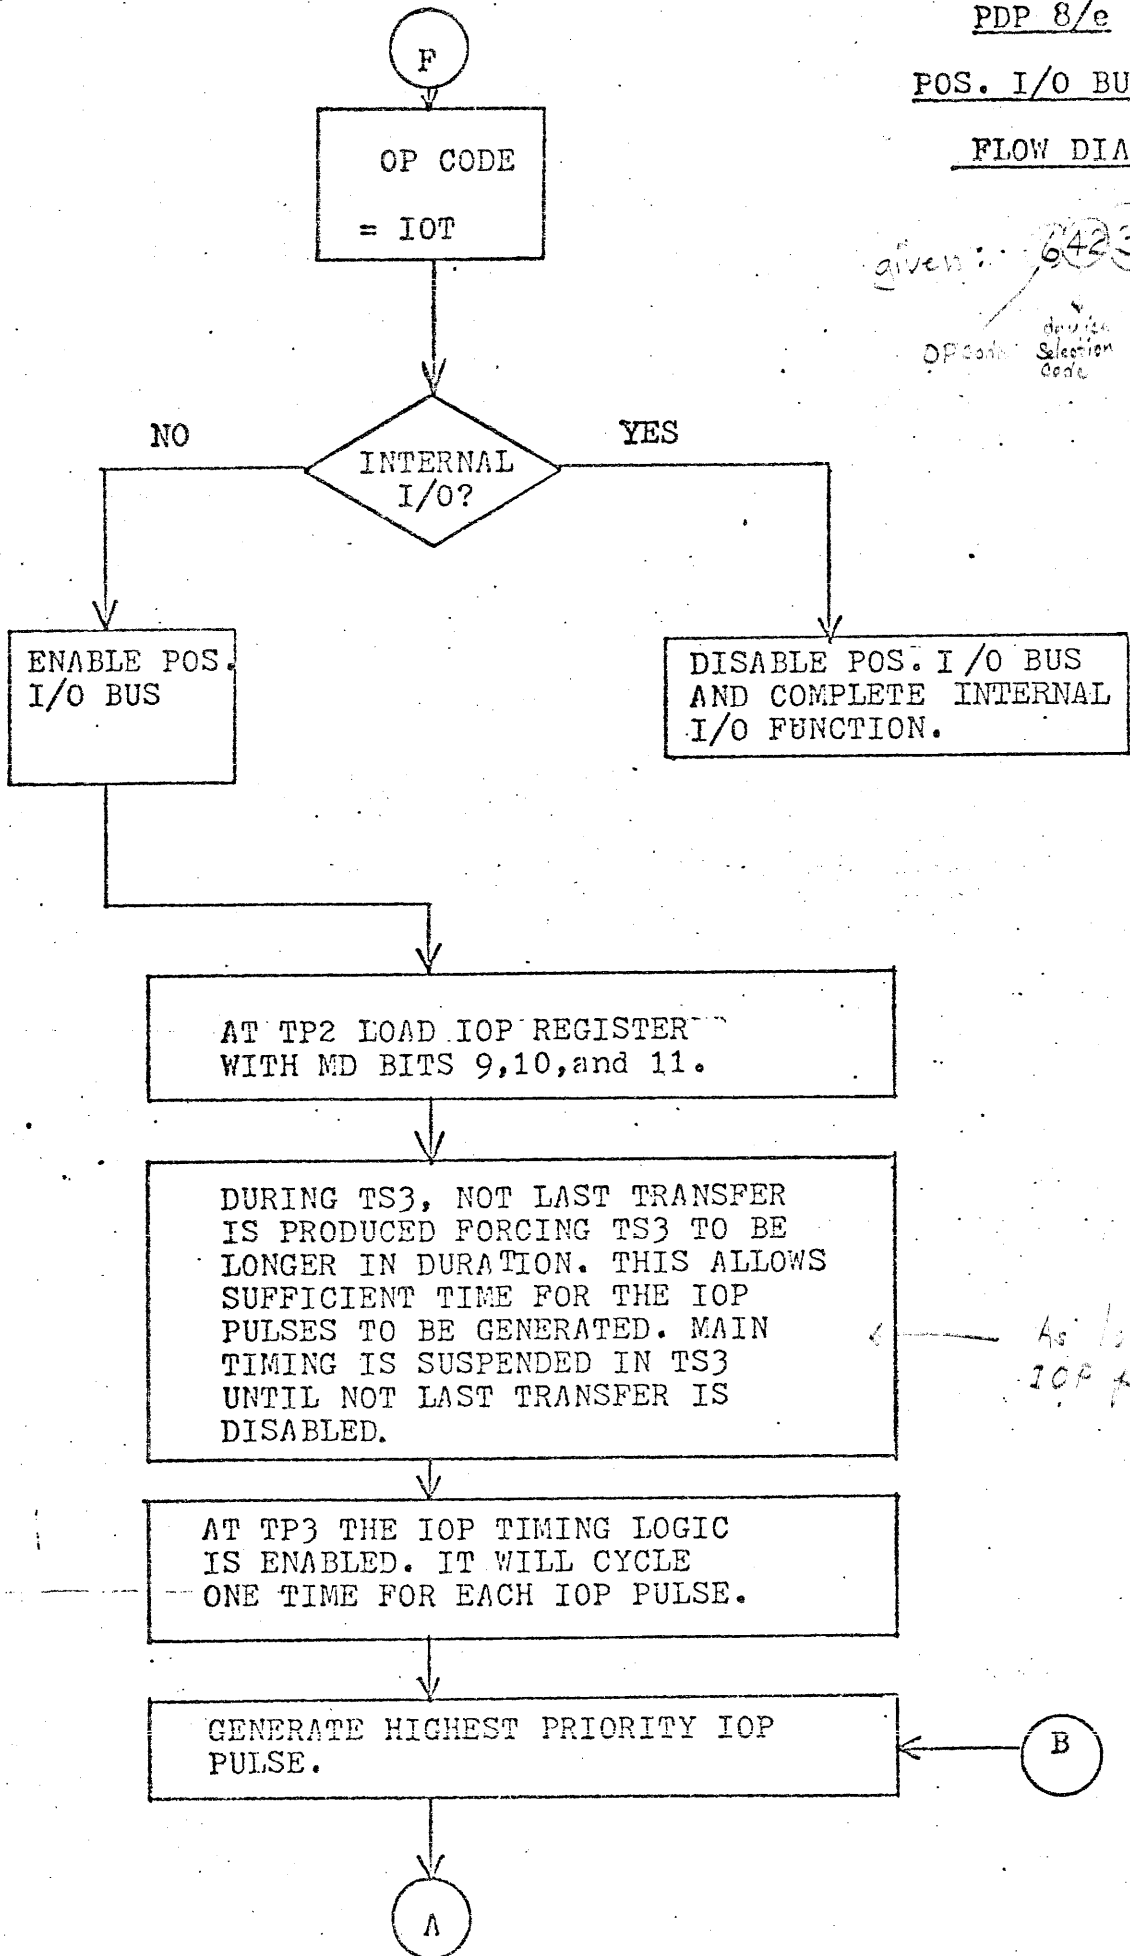 PDP 8/e
POS. I/O BU
FLOW DIA
F
OP CODE
= IOT
given: 6423
OP code
device
Selection
Code
NO
YES
INTERNAL
I/O?
ENABLE POS.
I/O BUS
DISABLE POS. I/O BUS
AND COMPLETE INTERNAL
I/O FUNCTION.
AT TP2 LOAD IOP REGISTER
WITH MD BITS 9,10,and 11.
DURING TS3, NOT LAST TRANSFER
IS PRODUCED FORCING TS3 TO BE
LONGER IN DURATION. THIS ALLOWS
SUFFICIENT TIME FOR THE IOP
PULSES TO BE GENERATED. MAIN
TIMING IS SUSPENDED IN TS3
UNTIL NOT LAST TRANSFER IS
DISABLED.
As
IOP
AT TP3 THE IOP TIMING LOGIC
IS ENABLED. IT WILL CYCLE
ONE TIME FOR EACH IOP PULSE.
GENERATE HIGHEST PRIORITY IOP
PULSE.
B
A